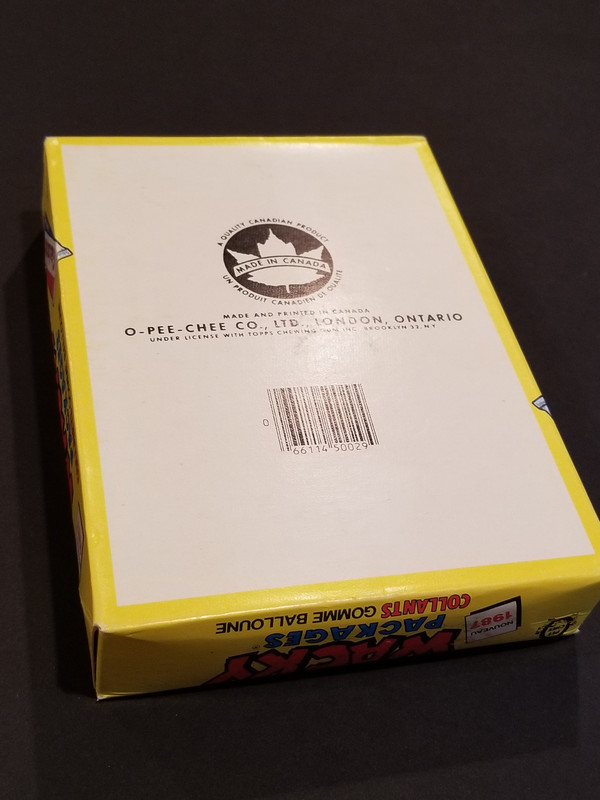 A QUALITY CANADIAN PRODUCT
MADE IN CANADA
UN PRODUIT CANADIEN DE QUALITÉ
MADE AND PRINTED IN CANADA
O-PEE-CHEE CO., LTD., LONDON, ONTARIO
UNDER LICENSE WITH TOPPS CHEWING GUM INC. BROOKLYN 32, N.Y.
0 66114 50029
WACKY
PACKAGES
COLLANTS GOMME BALLOUNE
NOUVEAU
1987